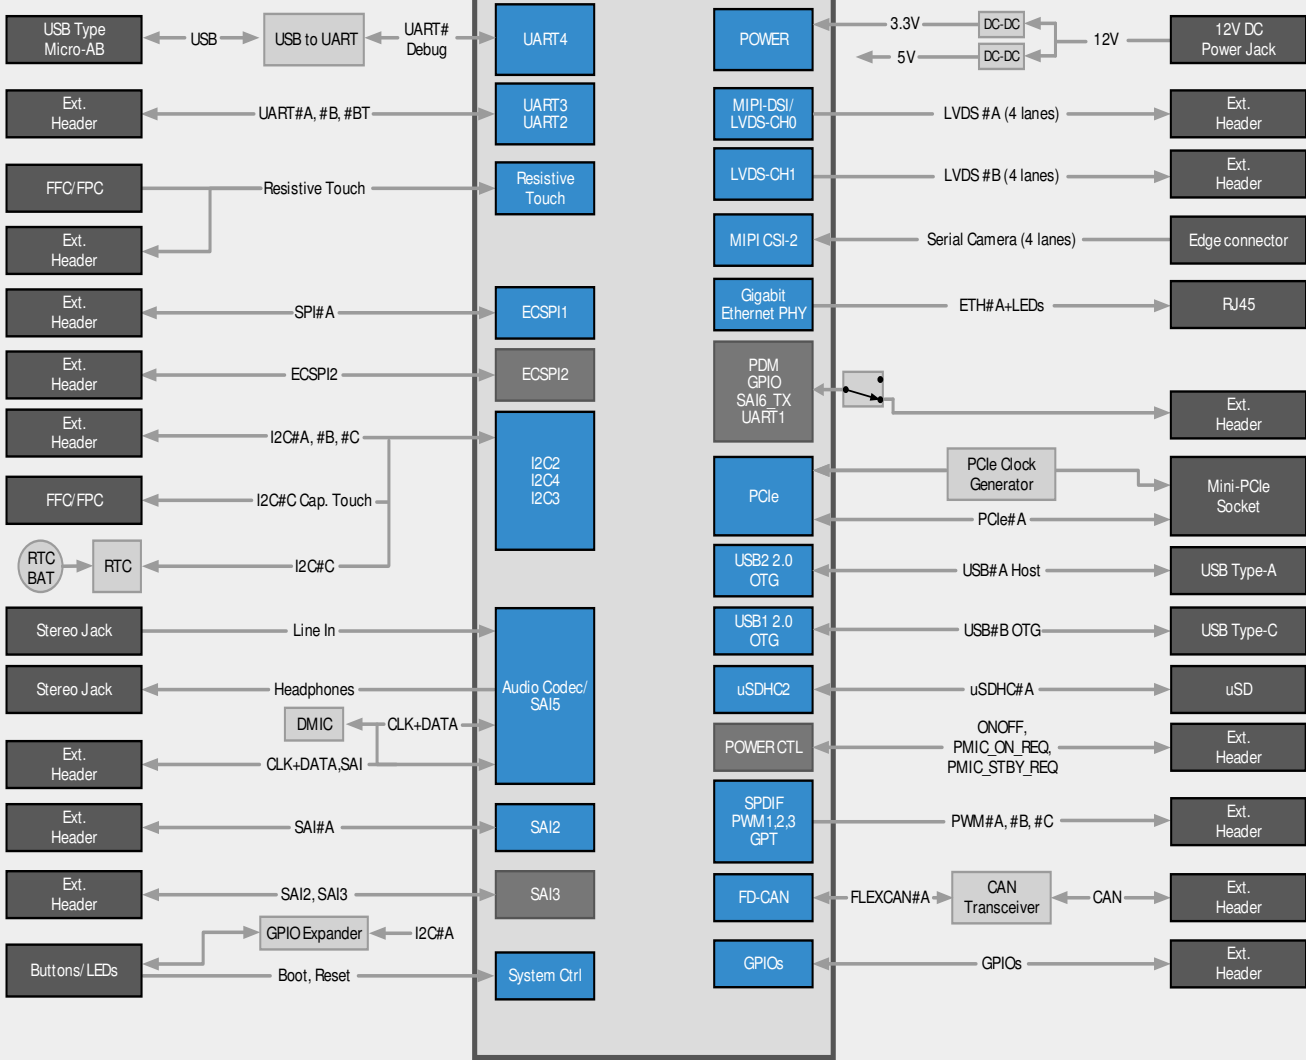 USB Type
Micro-AB
USB
USB to UART
UART#
Debug
UART4
Ext.
Header
UART#A, #B, #BT
UART3
UART2
FFC/FPC
Resistive Touch
Resistive
Touch
Ext.
Header
Ext.
Header
SPI#A
ECSPI1
Ext.
Header
ECSPI2
ECSPI2
Ext.
Header
I2C#A, #B, #C
I2C2
I2C4
I2C3
FFC/FPC
I2C#C Cap. Touch
RTC
BAT
RTC
I2C#C
Stereo Jack
Line In
Stereo Jack
Headphones
Audio Codec/
SAI5
DMIC
CLK+DATA
Ext.
Header
CLK+DATA,SAI
Ext.
Header
SAI#A
SAI2
Ext.
Header
SAI2, SAI3
SAI3
GPIO Expander
I2C#A
Buttons/LEDs
Boot, Reset
System Ctrl
POWER
3.3V
DC-DC
5V
DC-DC
12V
12V DC
Power Jack
MIPI-DSI/
LVDS-CH0
LVDS #A (4 lanes)
Ext.
Header
LVDS-CH1
LVDS #B (4 lanes)
Ext.
Header
MIPI CSI-2
Serial Camera (4 lanes)
Edge connector
Gigabit
Ethernet PHY
ETH#A+LEDs
RJ45
PDM
GPIO
SAI6_TX
UART1
Ext.
Header
PCIe
PCIe Clock
Generator
PCIe#A
Mini-PCIe
Socket
USB2 2.0
OTG
USB#A Host
USB Type-A
USB1 2.0
OTG
USB#B OTG
USB Type-C
uSDHC2
uSDHC#A
uSD
POWER CTL
ONOFF,
PMIC_ON_REQ,
PMIC_STBY_REQ
Ext.
Header
SPDIF
PWM1,2,3
GPT
PWM#A, #B, #C
Ext.
Header
FD-CAN
FLEXCAN#A
CAN
Transceiver
CAN
Ext.
Header
GPIOs
GPIOs
Ext.
Header